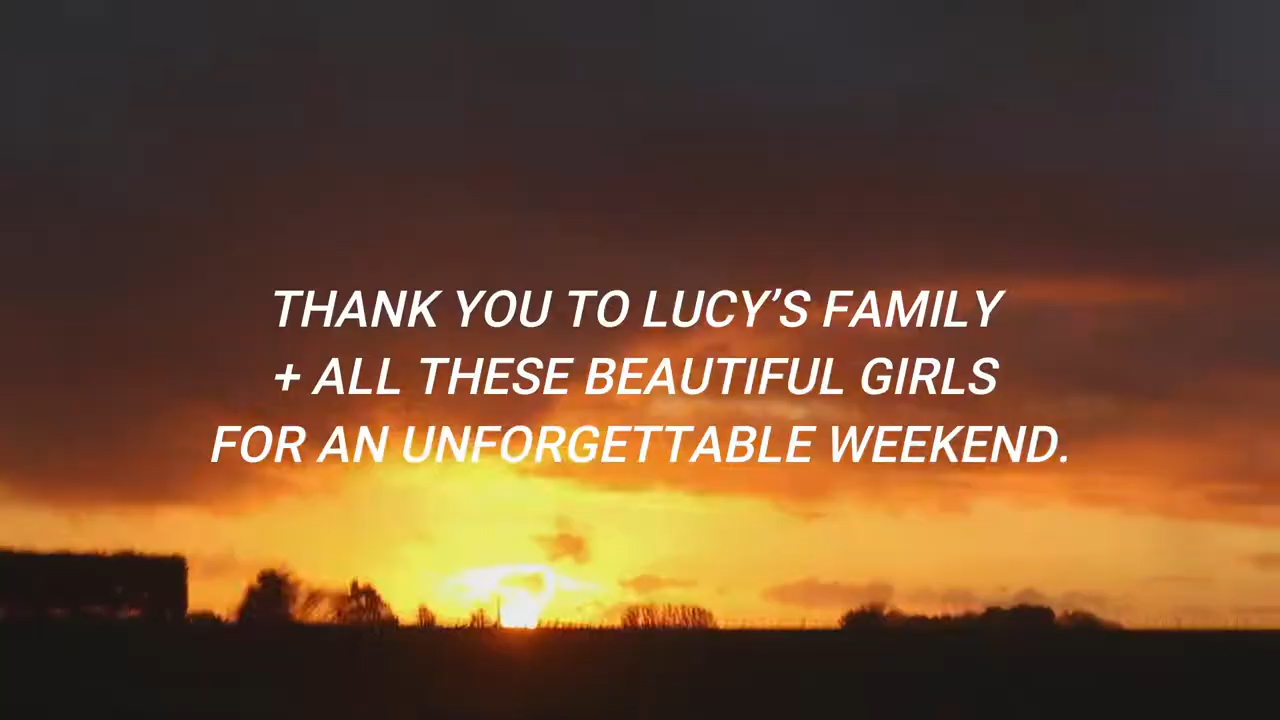 THANK YOU TO LUCY’S FAMILY
+ ALL THESE BEAUTIFUL GIRLS
FOR AN UNFORGETTABLE WEEKEND.